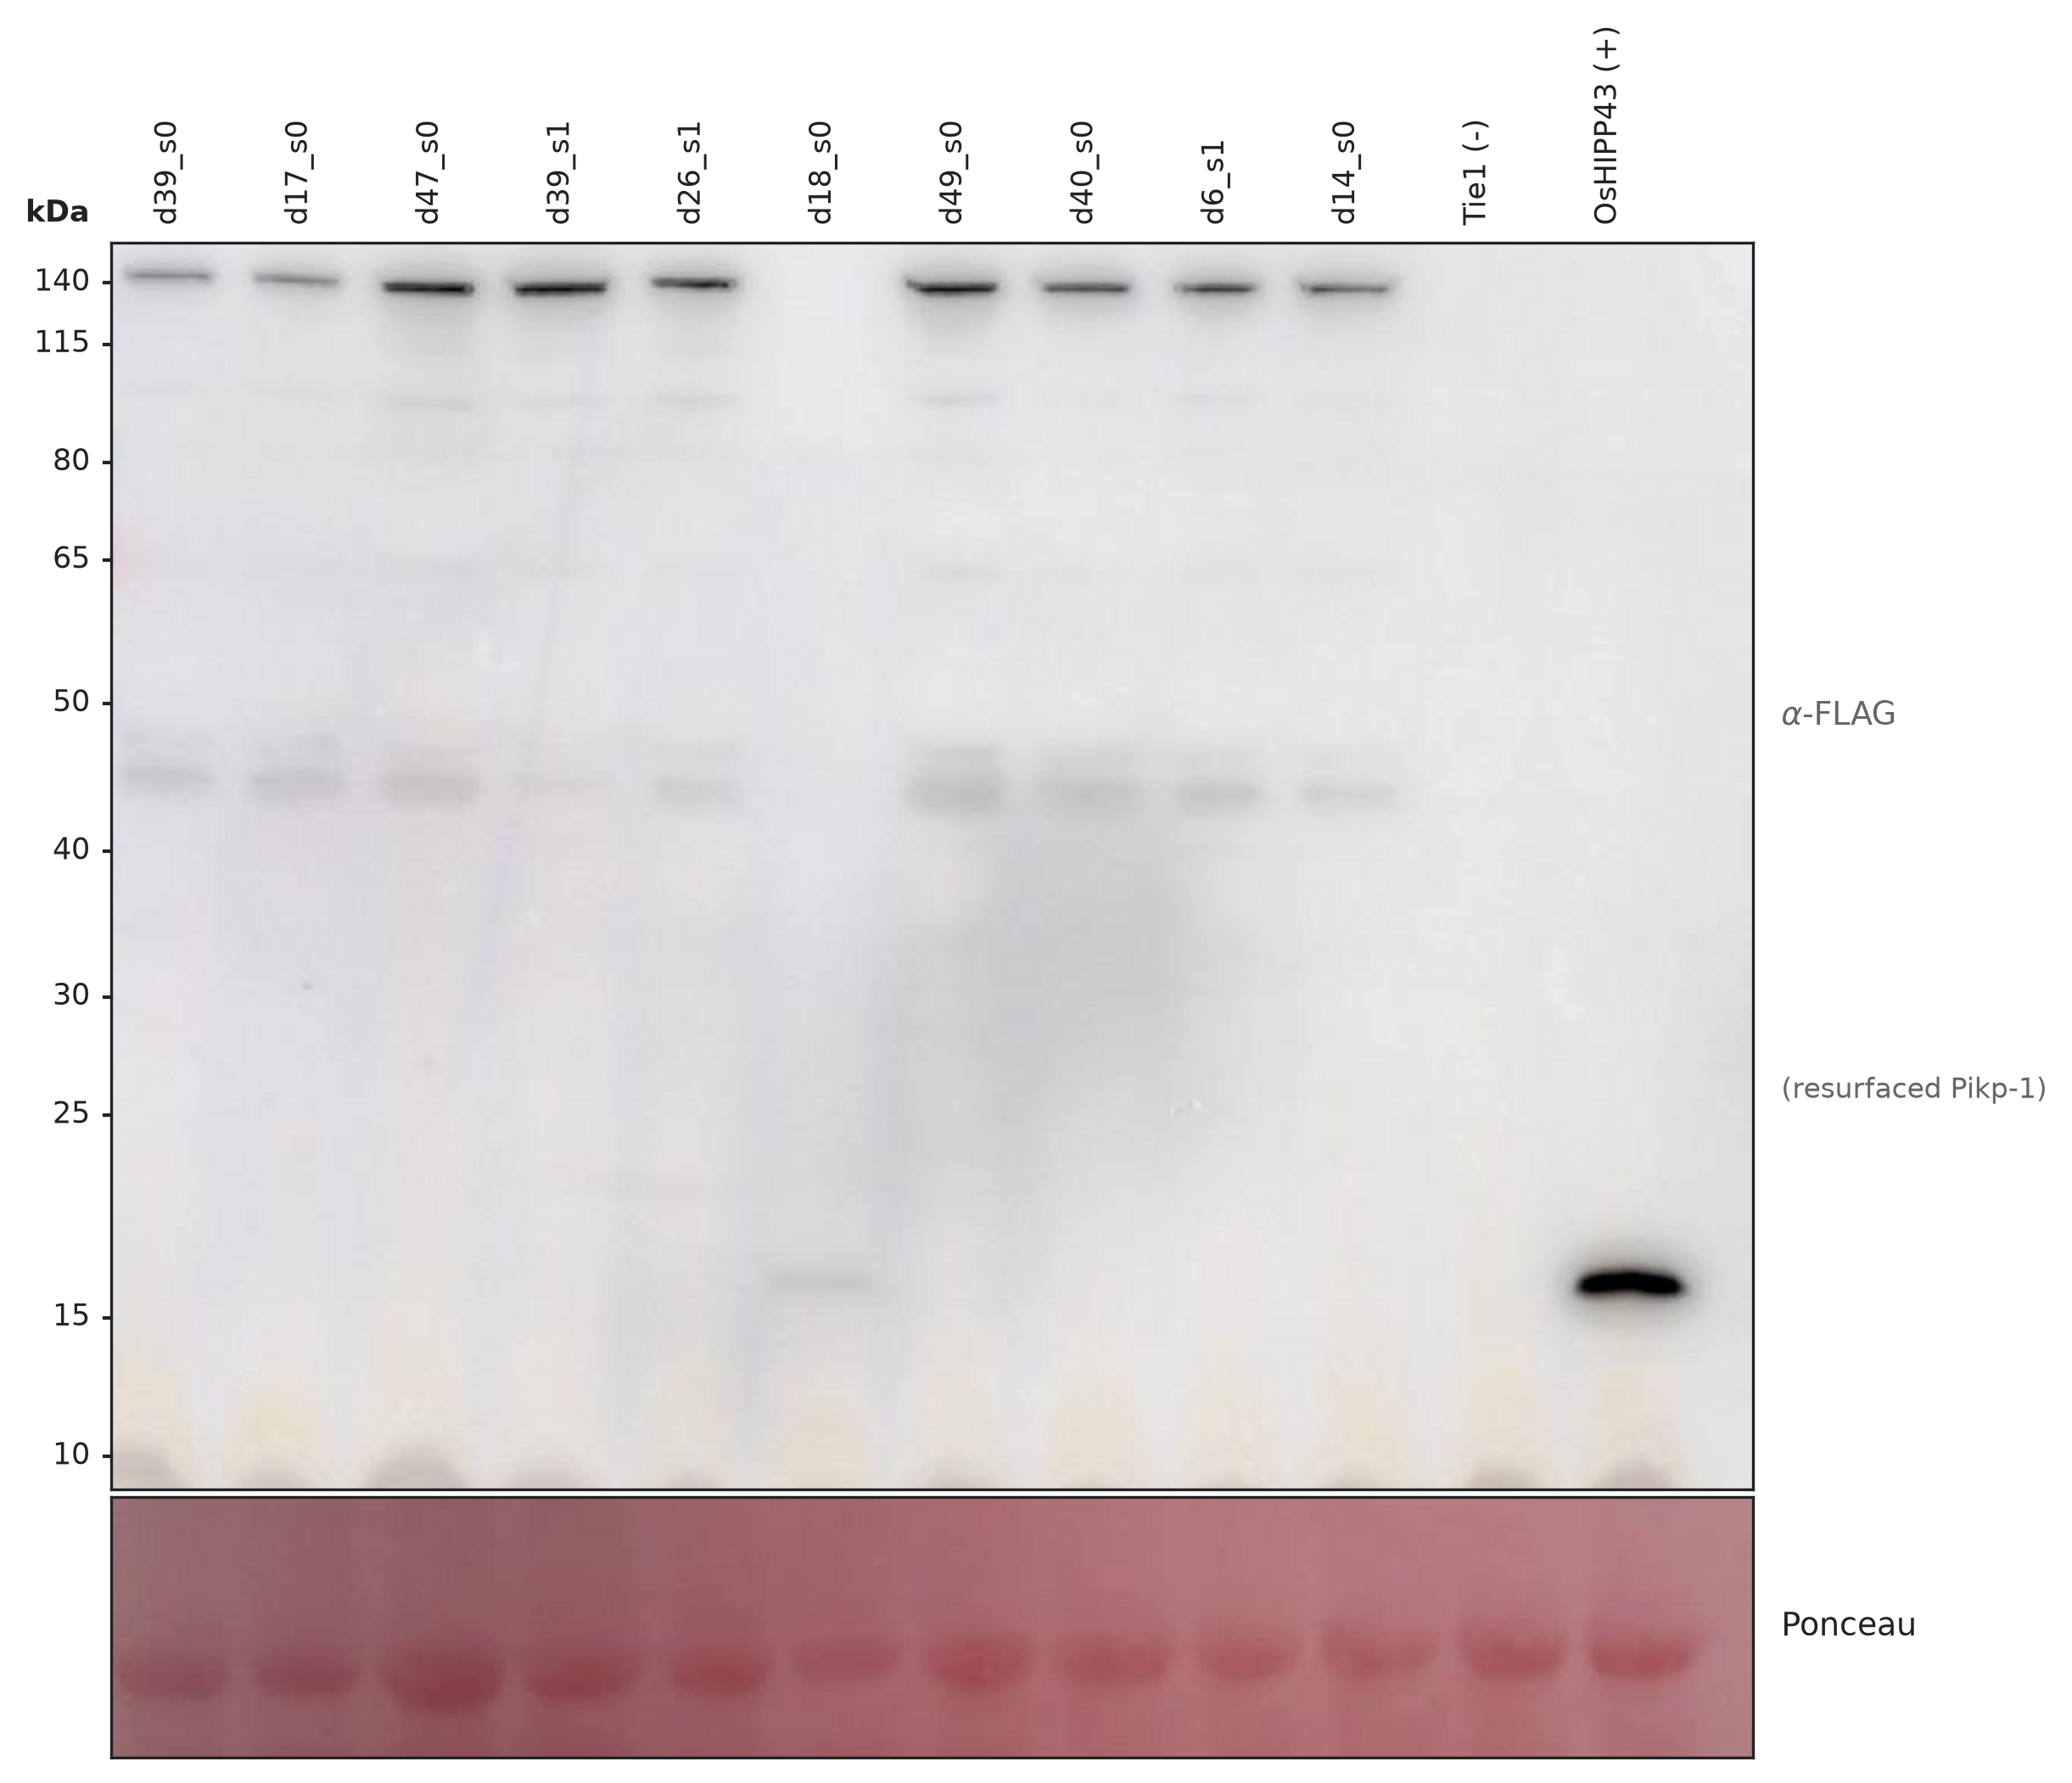 d39_s0
d17_s0
d47_s0
d39_s1
d26_s1
d18_s0
d49_s0
d40_s0
d6_s1
d14_s0
Tie1 (-)
OsHIPP43 (+)
kDa
140
115
80
65
50
40
30
25
15
10
α-FLAG
(resurfaced Pikp-1)
Ponceau